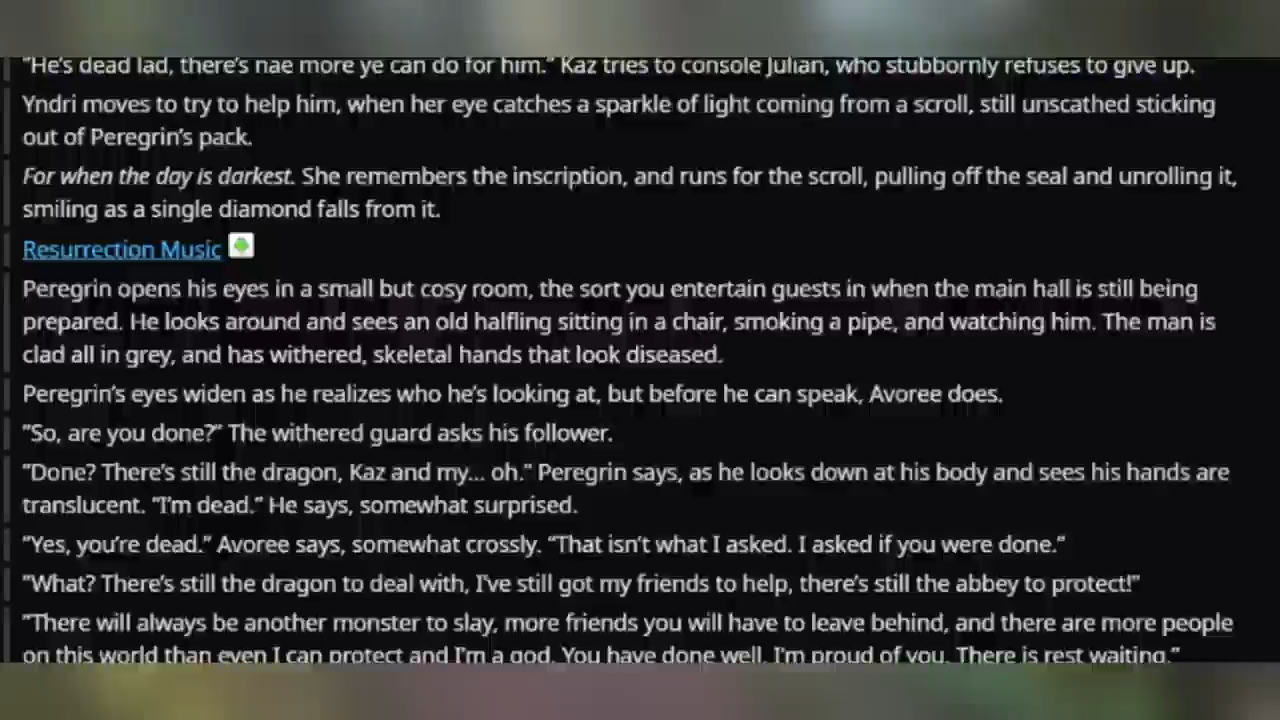 "He's dead lad, there's nae more ye can do for him." Kaz tries to console Julian, who stubbornly refuses to give up.
Yndri moves to try to help him, when her eye catches a sparkle of light coming from a scroll, still unscathed sticking
out of Peregrin's pack.
For when the day is darkest. She remembers the inscription, and runs for the scroll, pulling off the seal and unrolling it,
smiling as a single diamond falls from it.
Resurrection Music
Peregrin opens his eyes in a small but cosy room, the sort you entertain guests in when the main hall is still being
prepared. He looks around and sees an old halfling sitting in a chair, smoking a pipe, and watching him. The man is
clad all in grey, and has withered, skeletal hands that look diseased.
Peregrin's eyes widen as he realizes who he's looking at, but before he can speak, Avoree does.
"So, are you done?" The withered guard asks his follower.
"Done? There's still the dragon, Kaz and my... oh." Peregrin says, as he looks down at his body and sees his hands are
translucent. "I'm dead." He says, somewhat surprised.
"Yes, you're dead." Avoree says, somewhat crossly. "That isn't what I asked. I asked if you were done."
"What? There's still the dragon to deal with, I've still got my friends to help, there's still the abbey to protect!"
"There will always be another monster to slay, more friends you will have to leave behind, and there are more people
on this world than even I can protect and I'm a god. You have done well. I'm proud of you. There is rest waiting."